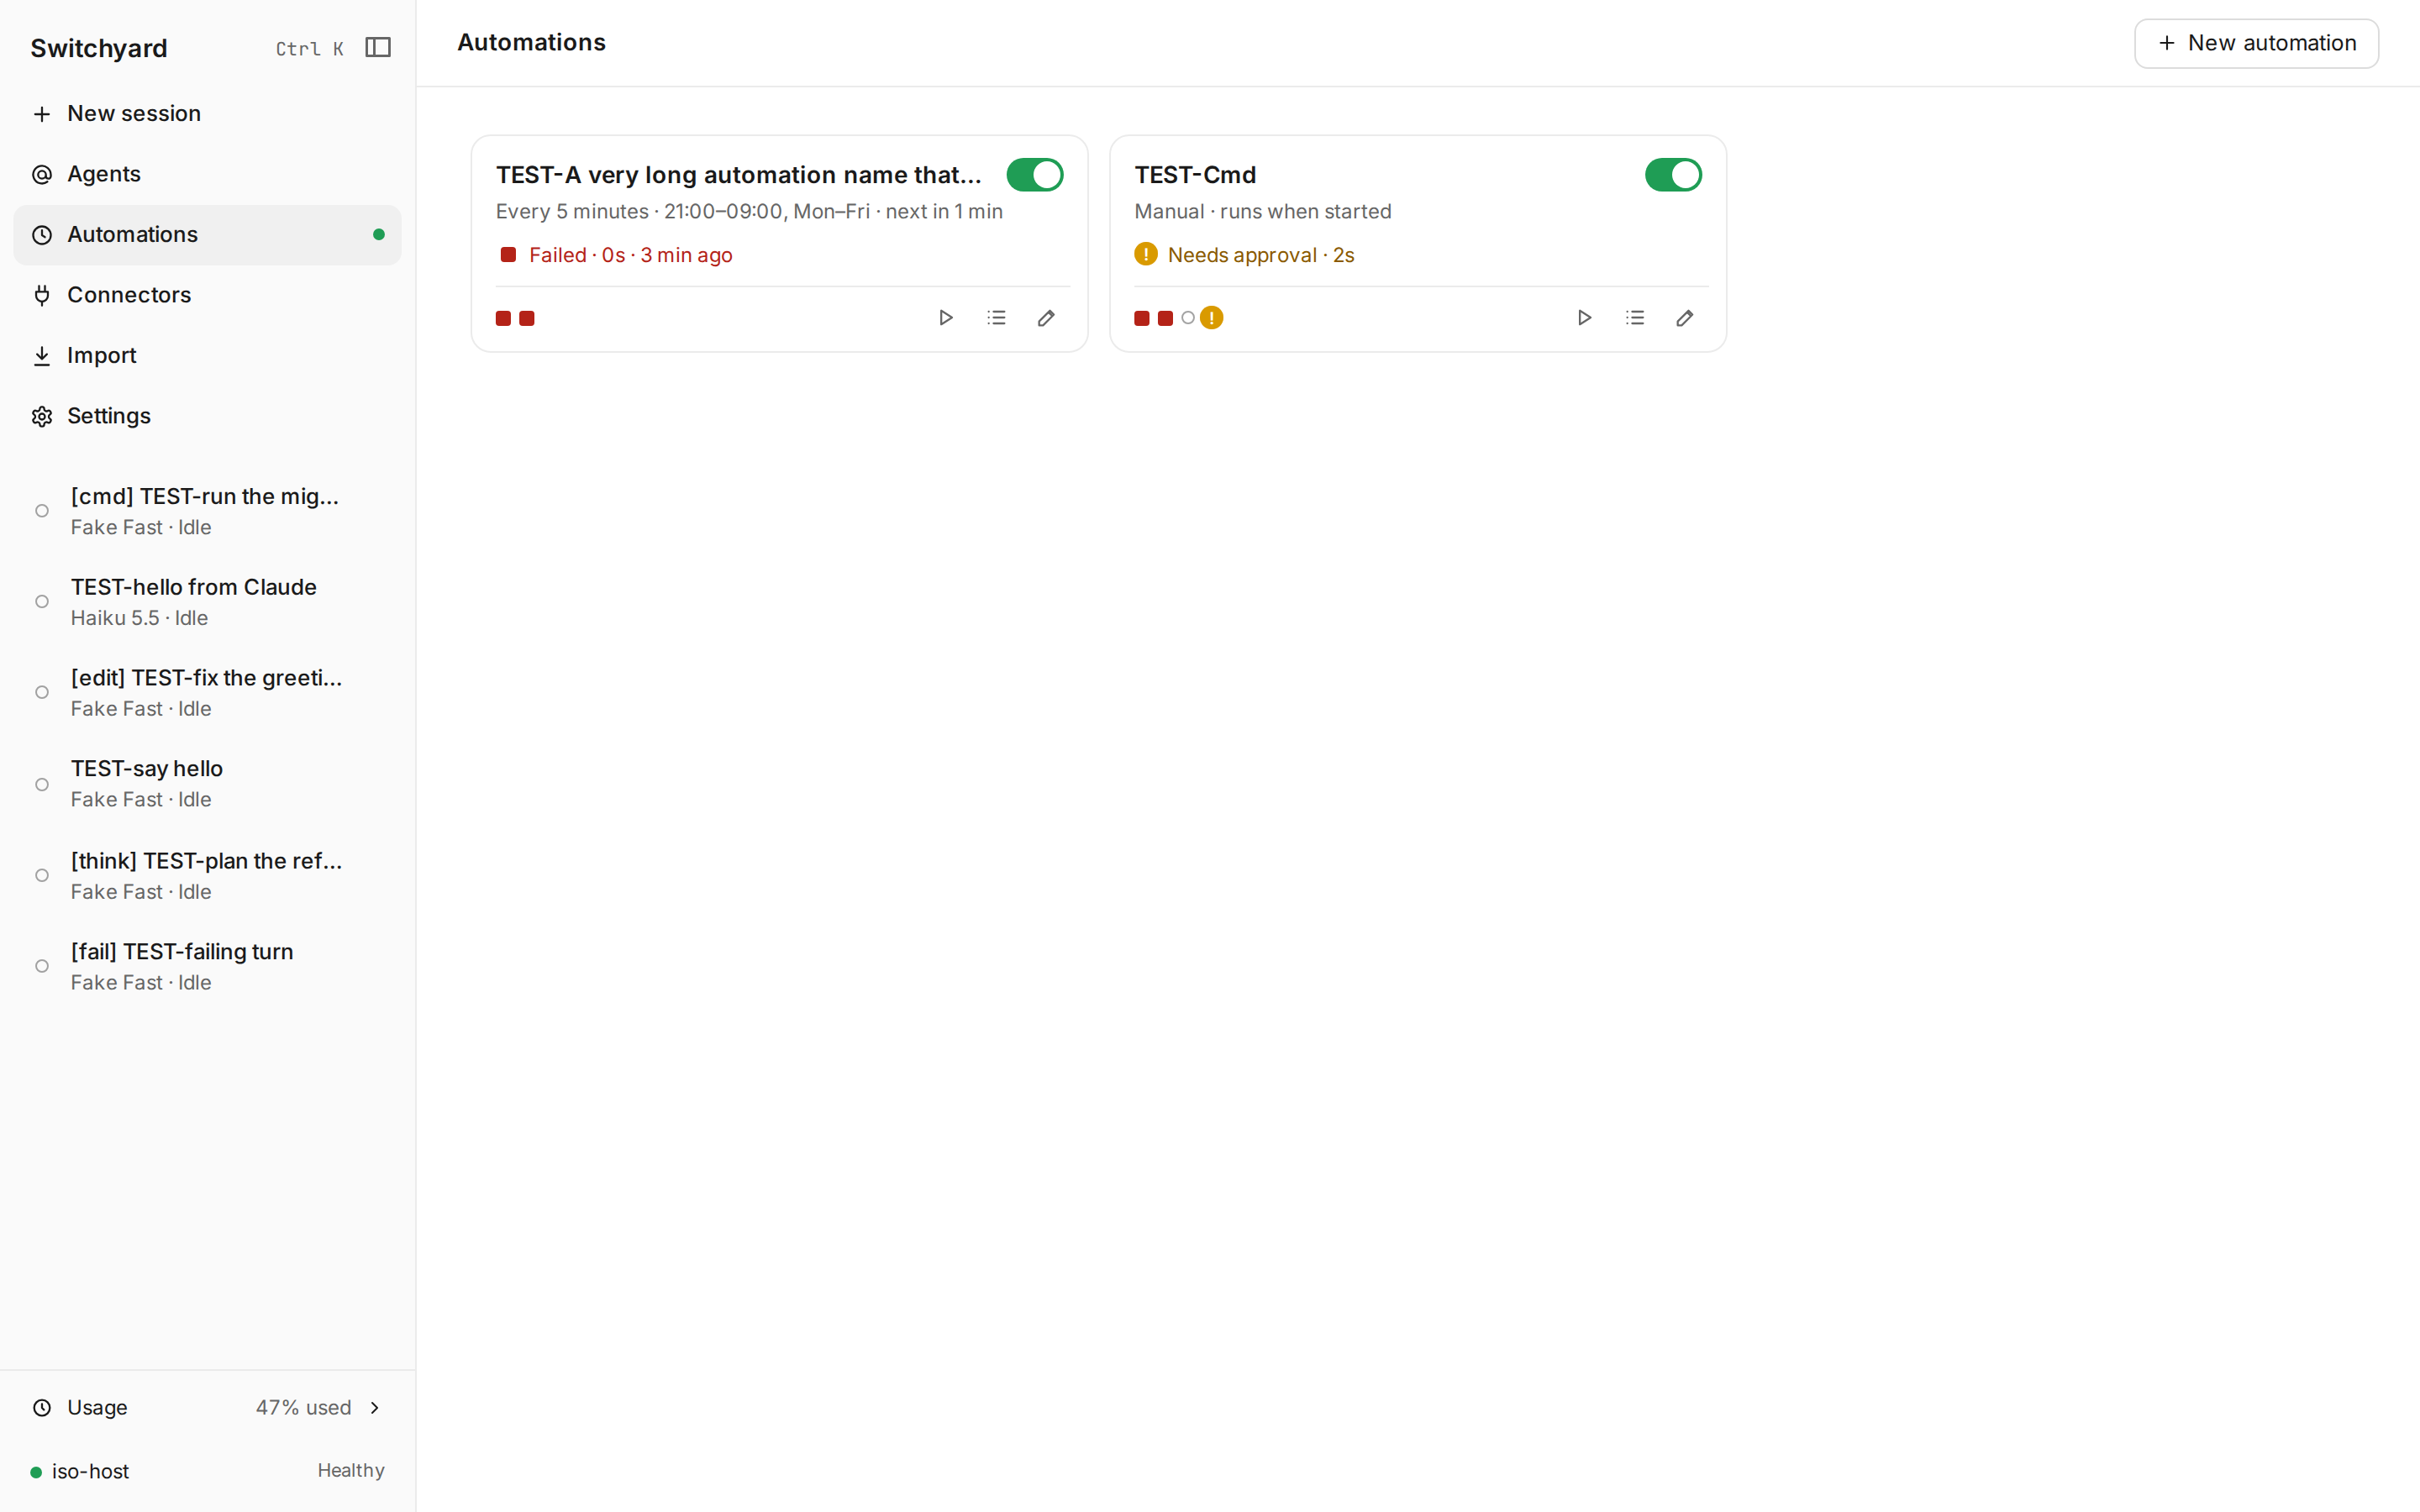 Switchyard
Ctrl K
New session
Agents
Automations
Connectors
Import
Settings
[cmd] TEST-run the mig...
Fake Fast · Idle
TEST-hello from Claude
Haiku 5.5 · Idle
[edit] TEST-fix the greeti...
Fake Fast · Idle
TEST-say hello
Fake Fast · Idle
[think] TEST-plan the ref...
Fake Fast · Idle
[fail] TEST-failing turn
Fake Fast · Idle
Usage
47% used
iso-host
Healthy
Automations
New automation
TEST-A very long automation name that...
Every 5 minutes · 21:00–09:00, Mon–Fri · next in 1 min
Failed · 0s · 3 min ago
TEST-Cmd
Manual · runs when started
! Needs approval · 2s
!